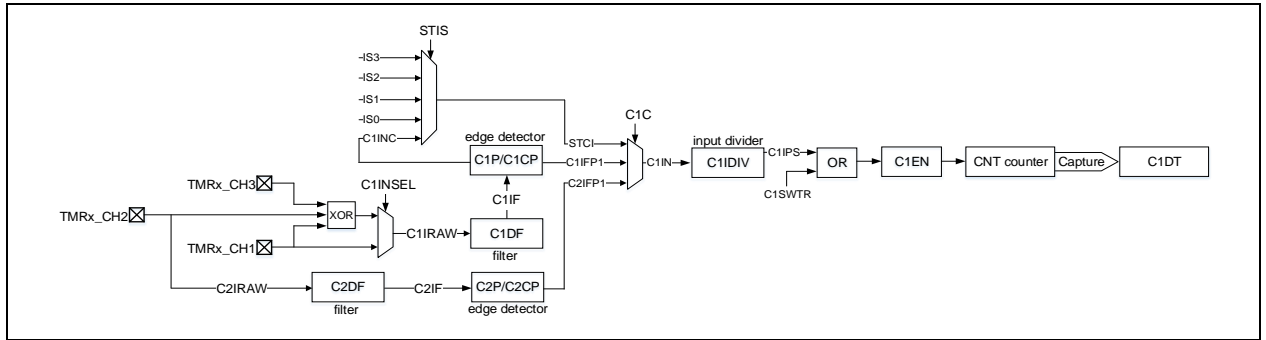 STIS
IS3
IS2
IS1
IS0
C1INC
edge detector
C1P/C1CP
C1IF
C1DF
filter
STCI
C1IFP1
C2IFP1
C1C
C1IN
input divider
C1IDIV
C1IPS
C1SWTR
OR
C1EN
CNT counter
Capture
C1DT
TMRx_CH3
TMRx_CH2
TMRx_CH1
XOR
C1INSEL
C1IRAW
C2IRAW
C2DF
filter
C2IF
C2P/C2CP
edge detector